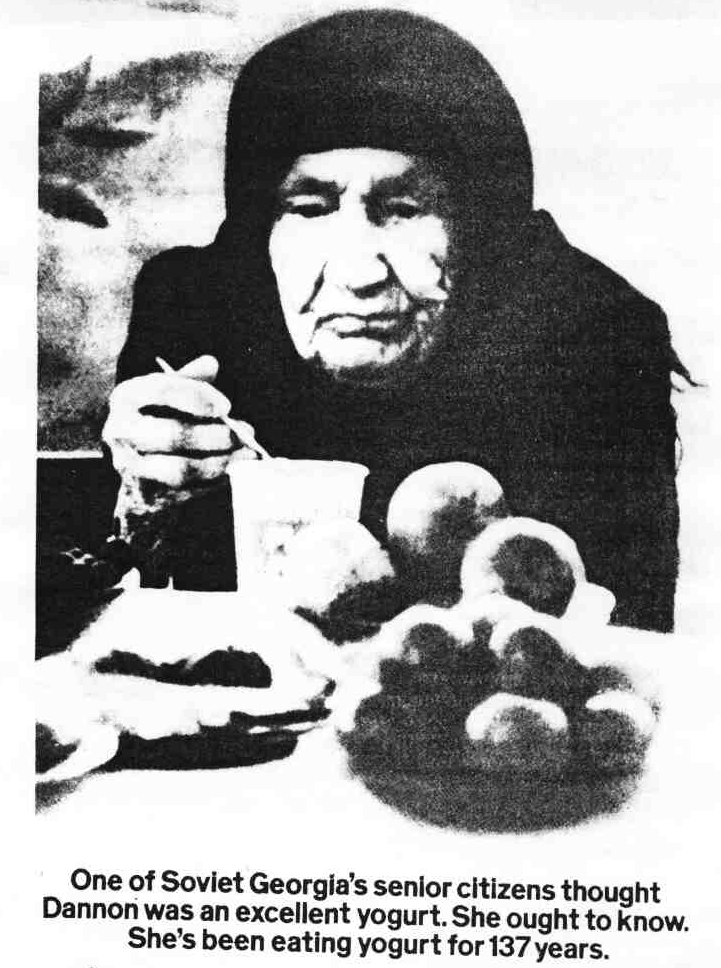 One of Soviet Georgia's senior citizens thought
Dannon was an excellent yogurt. She ought to know.
She's been eating yogurt for 137 years.